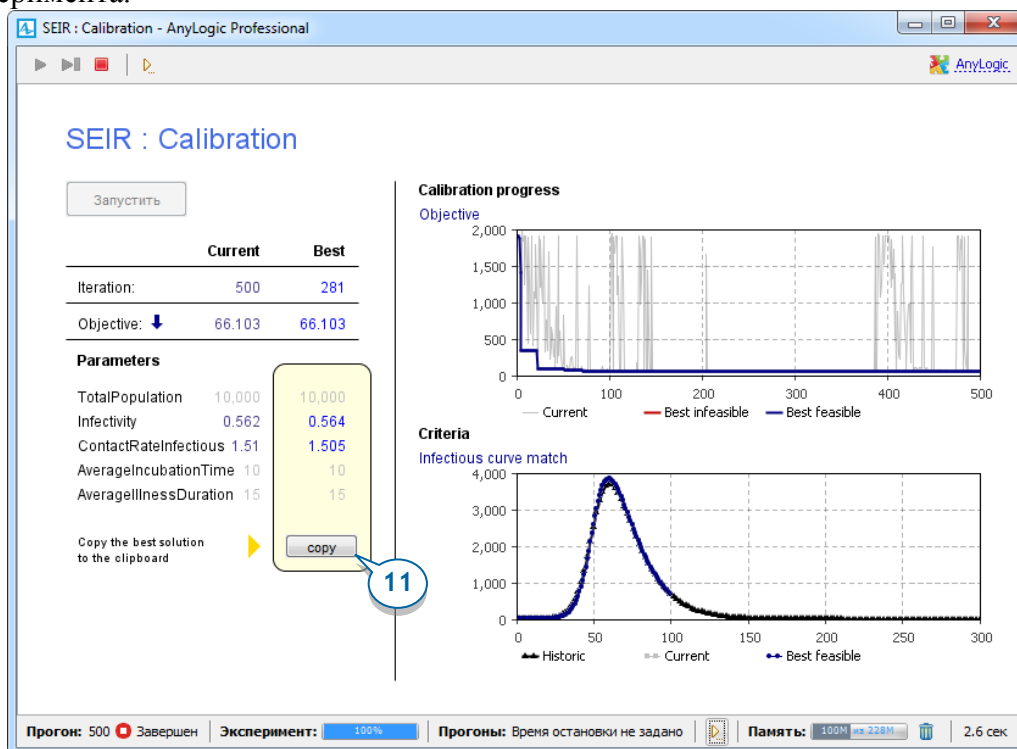 SEIR : Calibration - AnyLogic Professional
AnyLogic
SEIR : Calibration
Запустить
Current Best
Iteration: 500 281
Objective: 66.103 66.103
Parameters
TotalPopulation 10,000 10,000
Infectivity 0.562 0.564
ContactRateInfectious 1.51 1.505
AverageIncubationTime 10 10
AverageIllnessDuration 15 15
Copy the best solution
to the clipboard
copy
11
Calibration progress
Objective
2,000
1,500
1,000
500
0
0 100 200 300 400 500
Current Best infeasible Best feasible
Criteria
Infectious curve match
4,000
3,000
2,000
1,000
0
0 50 100 150 200 250 300
Historic Current Best feasible
Прогон: 500 Завершен Эксперимент: 100% Прогоны: Время остановки не задано Память: 100M из 228M 2.6 сек